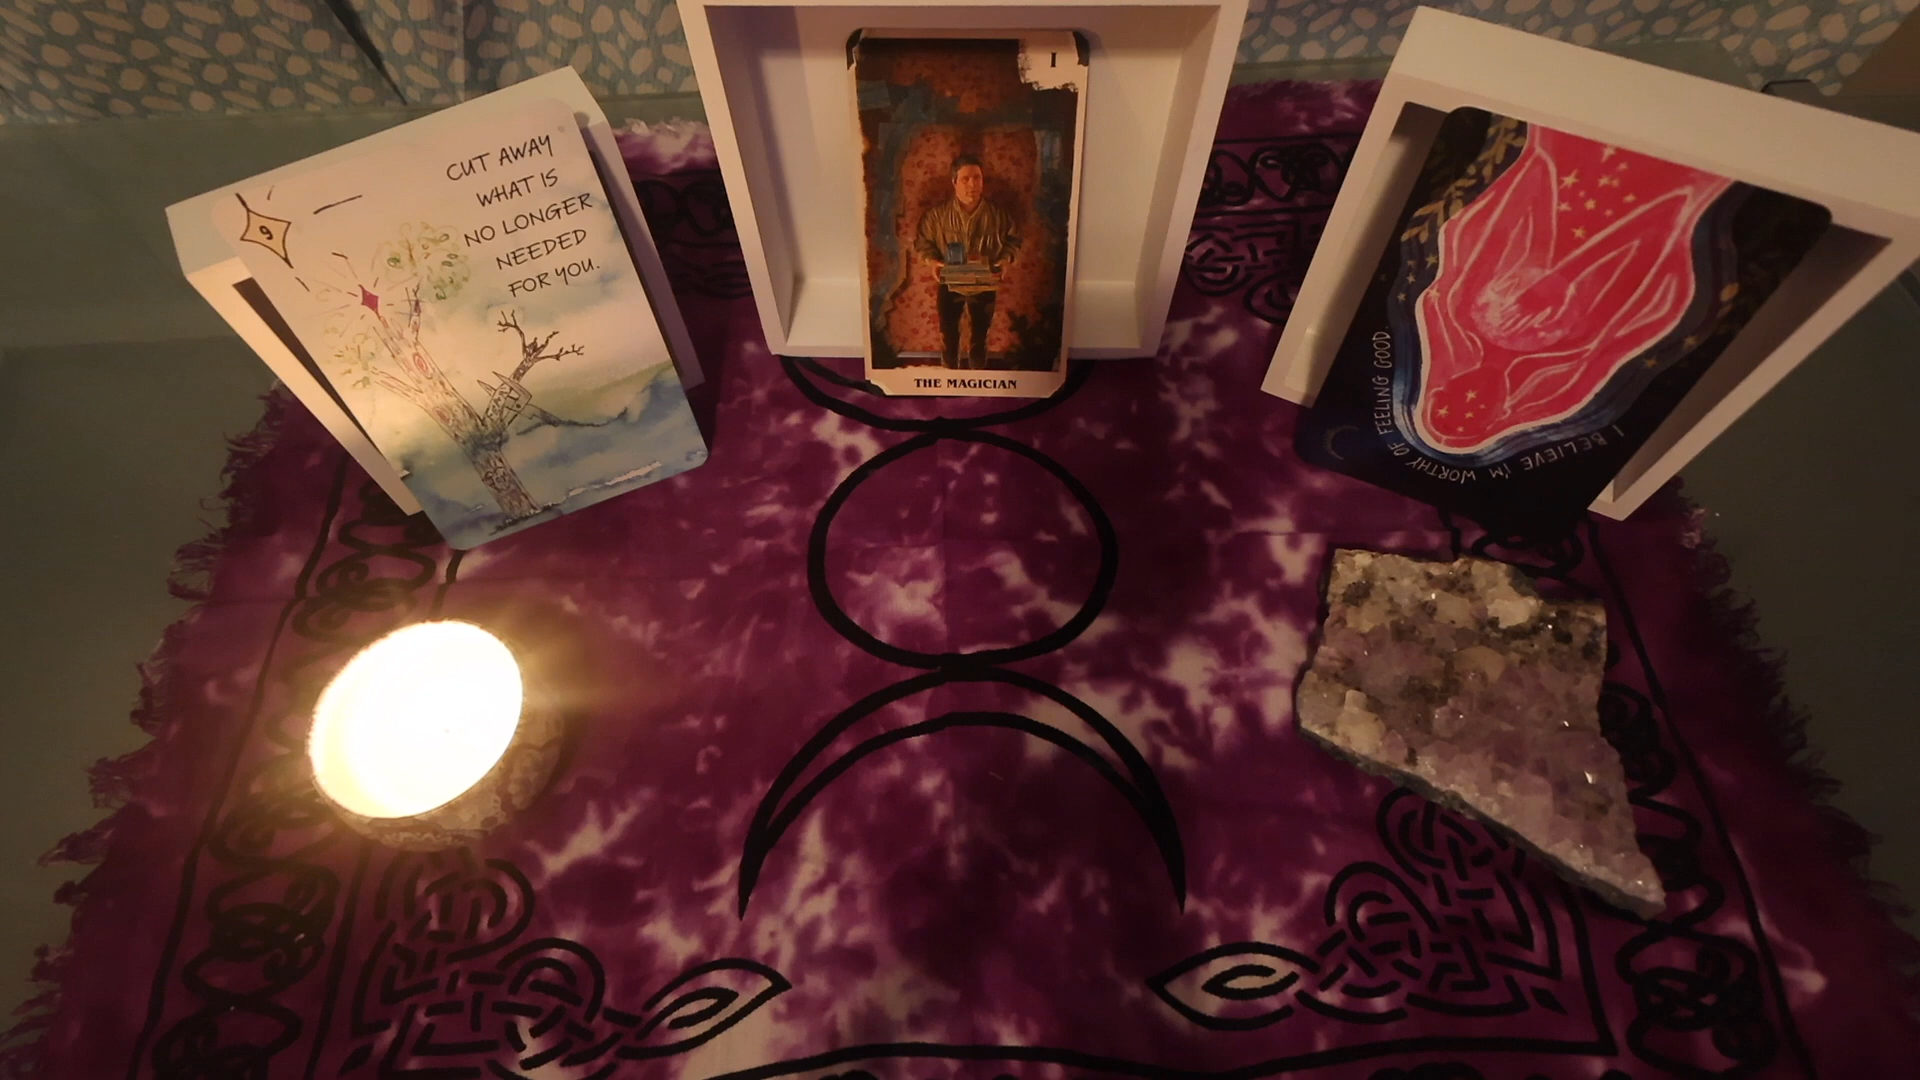 9
CUT AWAY
WHAT IS
NO LONGER
NEEDED
FOR YOU.
I
THE MAGICIAN
I BELIEVE I'M WORTHY OF FEELING GOOD.